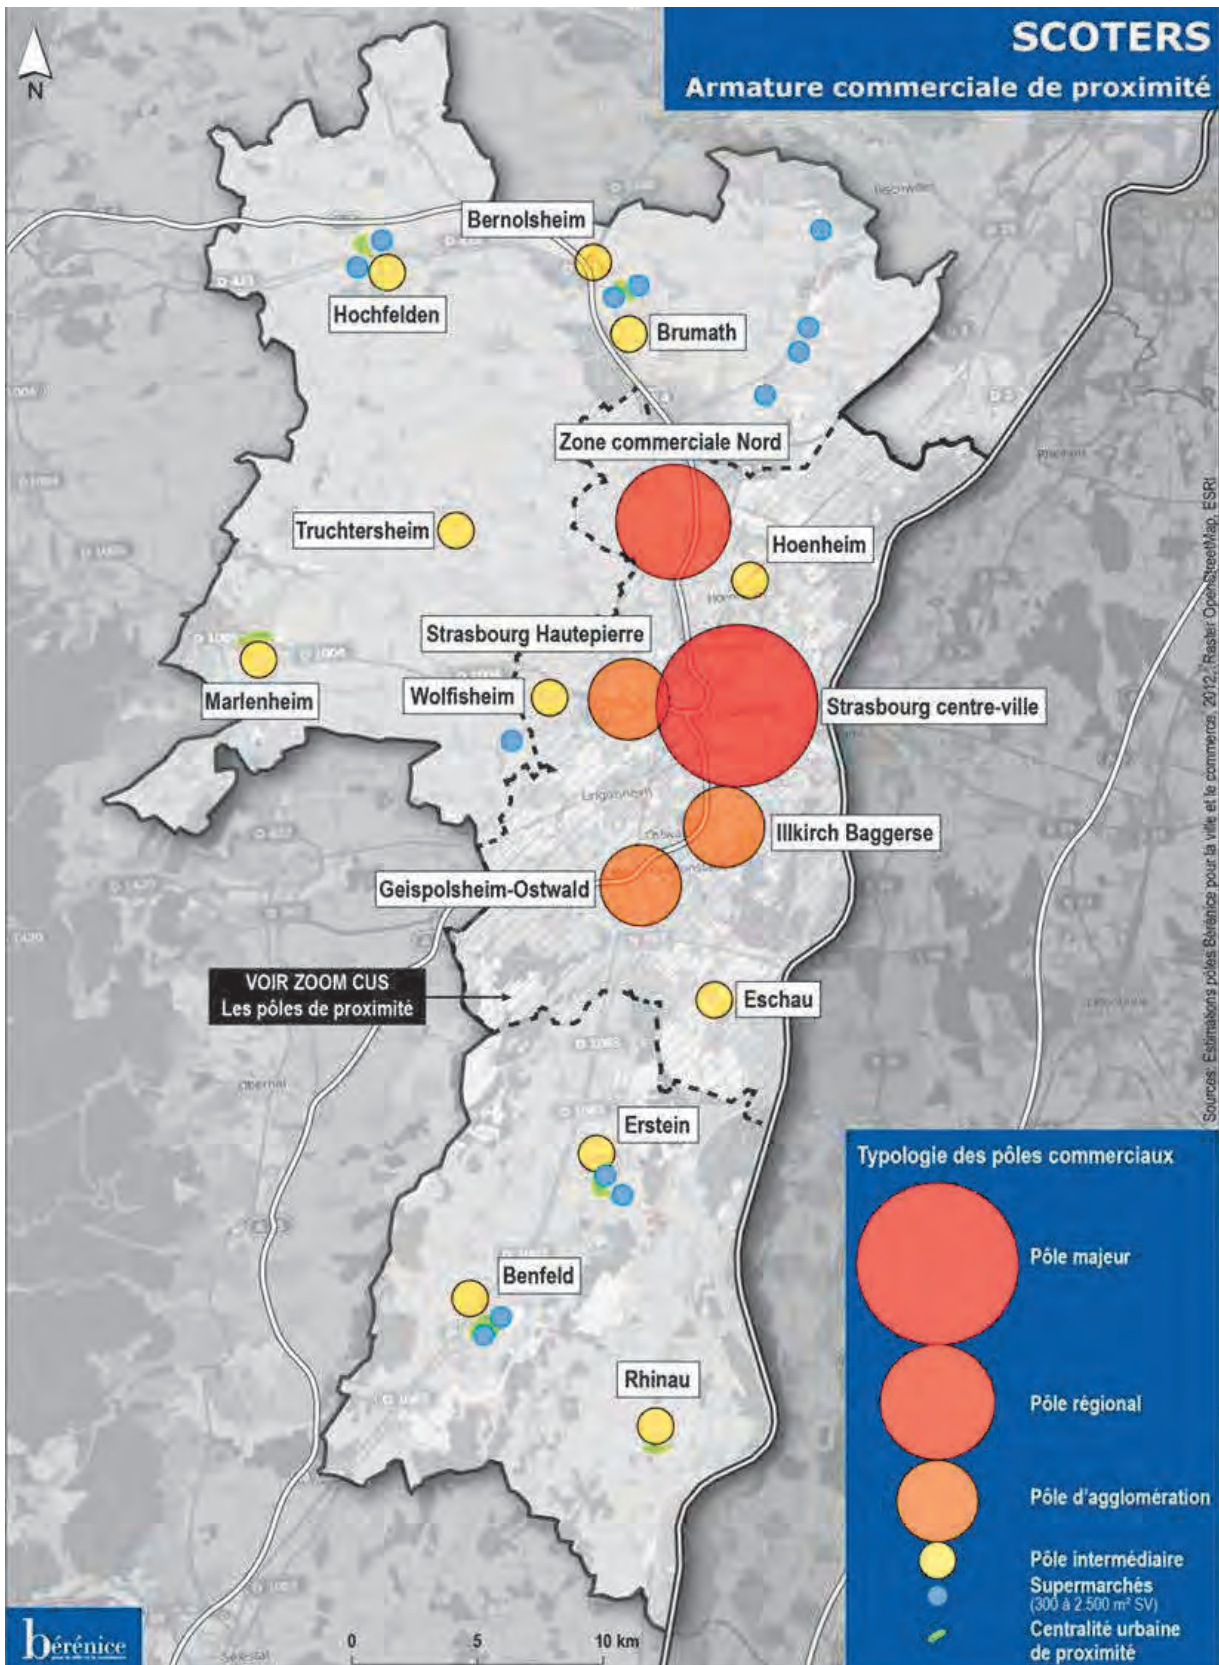 SCOTERS
Armature commerciale de proximité
N
Bernolsheim
Hochfelden
Brumath
Zone commerciale Nord
Truchtersheim
Hoenheim
Strasbourg Hautepierre
Wolfisheim
Marlenheim
Strasbourg centre-ville
Illkirch Baggerse
Geispolsheim-Ostwald
VOIR ZOOM CUS
Les pôles de proximité
Eschau
Erstein
Benfeld
Rhinau
Obernai
Sélestat
D 1004
D 1083
Sources: Estimations pôles Bérénice pour la ville et le commerce, 2012, Raster OpenStreetMap, ESRI
Typologie des pôles commerciaux
Pôle majeur
Pôle régional
Pôle d'agglomération
Pôle intermédiaire
Supermarchés
(300 à 2.500 m² SV)
Centralité urbaine
de proximité
bérénice
0 5 10 km